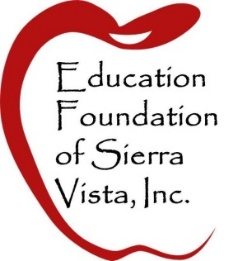 Education
Foundation
of Sierra
Vista, Inc.